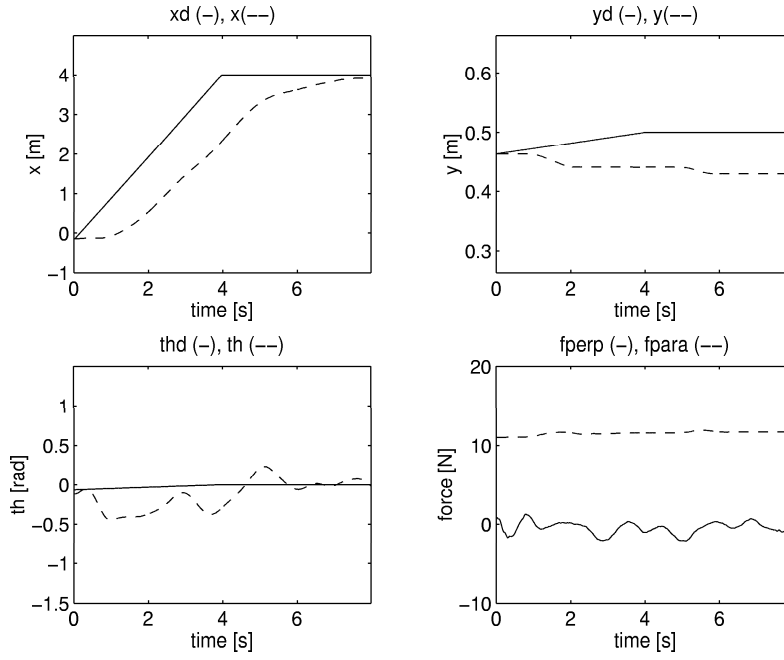 xd (−), x(−−)
5
4
3
2
1
0
−1
x [m]
0 2 4 6
time [s]
yd (−), y(−−)
0.6
0.5
0.4
0.3
y [m]
0 2 4 6
time [s]
thd (−), th (−−)
1
0.5
0
−0.5
−1
−1.5
th [rad]
0 2 4 6
time [s]
fperp (−), fpara (−−)
20
10
0
−10
force [N]
0 2 4 6
time [s]